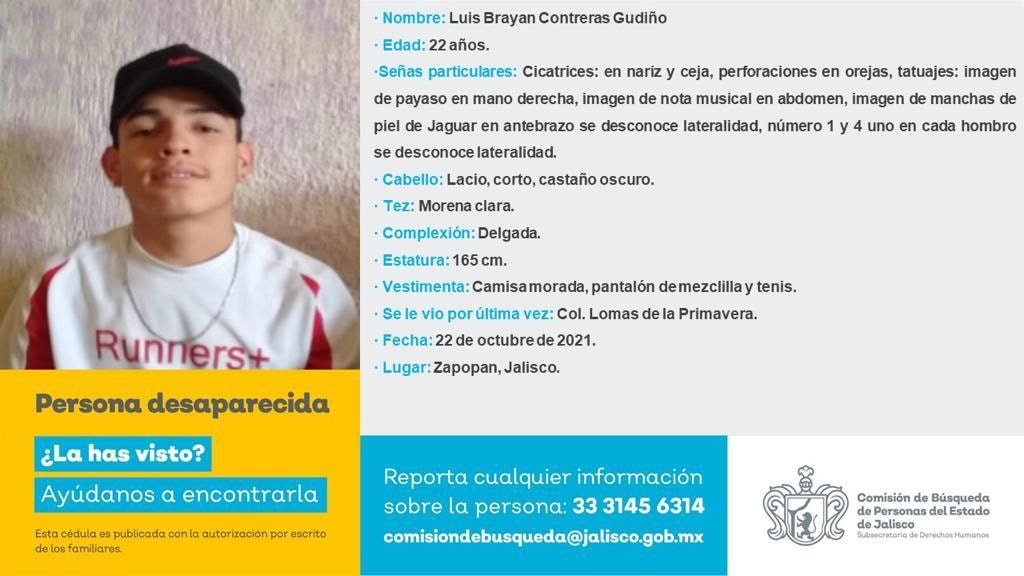 · Nombre: Luis Brayan Contreras Gudiño
· Edad: 22 años.
·Señas particulares: Cicatrices: en nariz y ceja, perforaciones en orejas, tatuajes: imagen
de payaso en mano derecha, imagen de nota musical en abdomen, imagen de manchas de
piel de Jaguar en antebrazo se desconoce lateralidad, número 1 y 4 uno en cada hombro
se desconoce lateralidad.
· Cabello: Lacio, corto, castaño oscuro.
· Tez: Morena clara.
· Complexión: Delgada.
· Estatura: 165 cm.
· Vestimenta: Camisa morada, pantalón de mezclilla y tenis.
· Se le vio por última vez: Col. Lomas de la Primavera.
· Fecha: 22 de octubre de 2021.
· Lugar: Zapopan, Jalisco.
Runners+
Persona desaparecida
¿La has visto?
Ayúdanos a encontrarla
Esta cédula es publicada con la autorización por escrito
de los familiares.
Reporta cualquier información
sobre la persona: 33 3145 6314
comisiondebusqueda@jalisco.gob.mx
Comisión de Búsqueda
de Personas del Estado
de Jalisco
Subsecretaría de Derechos Humanos